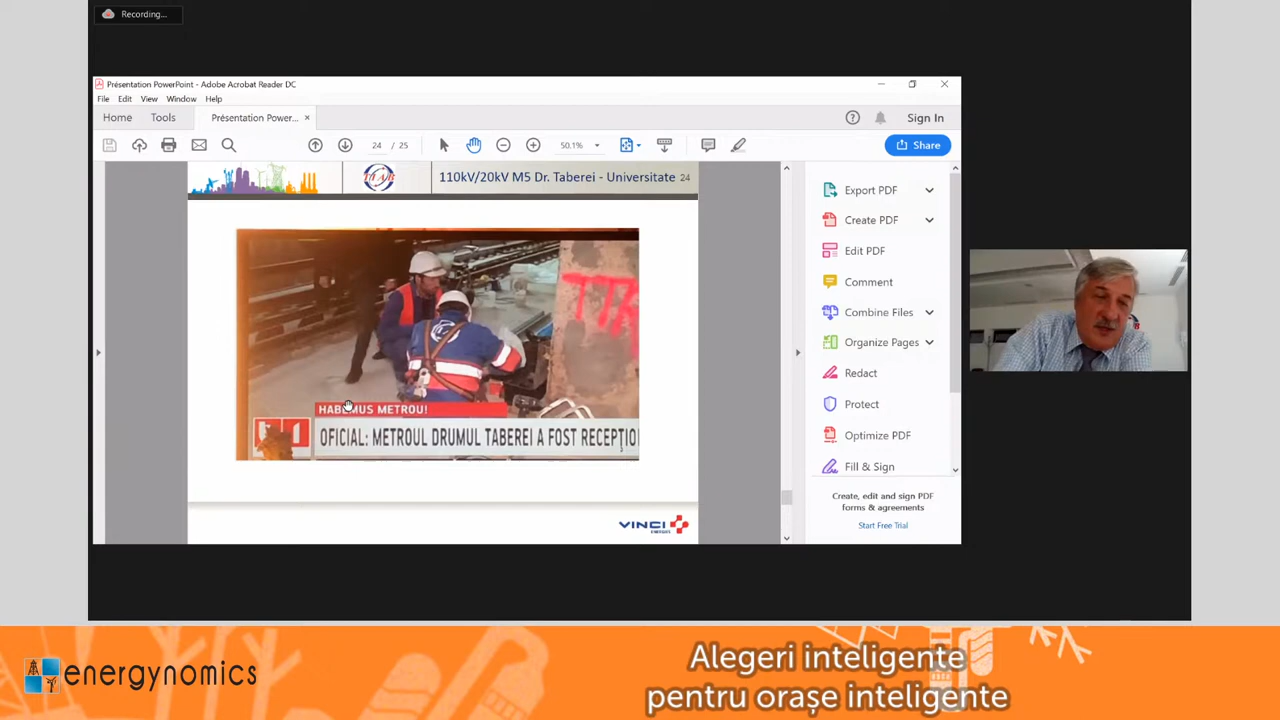 Recording...
Présentation PowerPoint - Adobe Acrobat Reader DC
File Edit View Window Help
Home Tools Présentation Power... × Sign In
24 / 25 50.1% Share
110kV/20kV M5 Dr. Taberei - Universitate 24
Export PDF
Create PDF
Edit PDF
Comment
Combine Files
Organize Pages
Redact
Protect
Optimize PDF
Fill & Sign
Create, edit and sign PDF
forms & agreements
Start Free Trial
HABEMUS METROU!
OFICIAL: METROUL DRUMUL TABEREI A FOST RECEPȚIO
VINCI
energynomics
Alegeri inteligente
pentru orașe inteligente